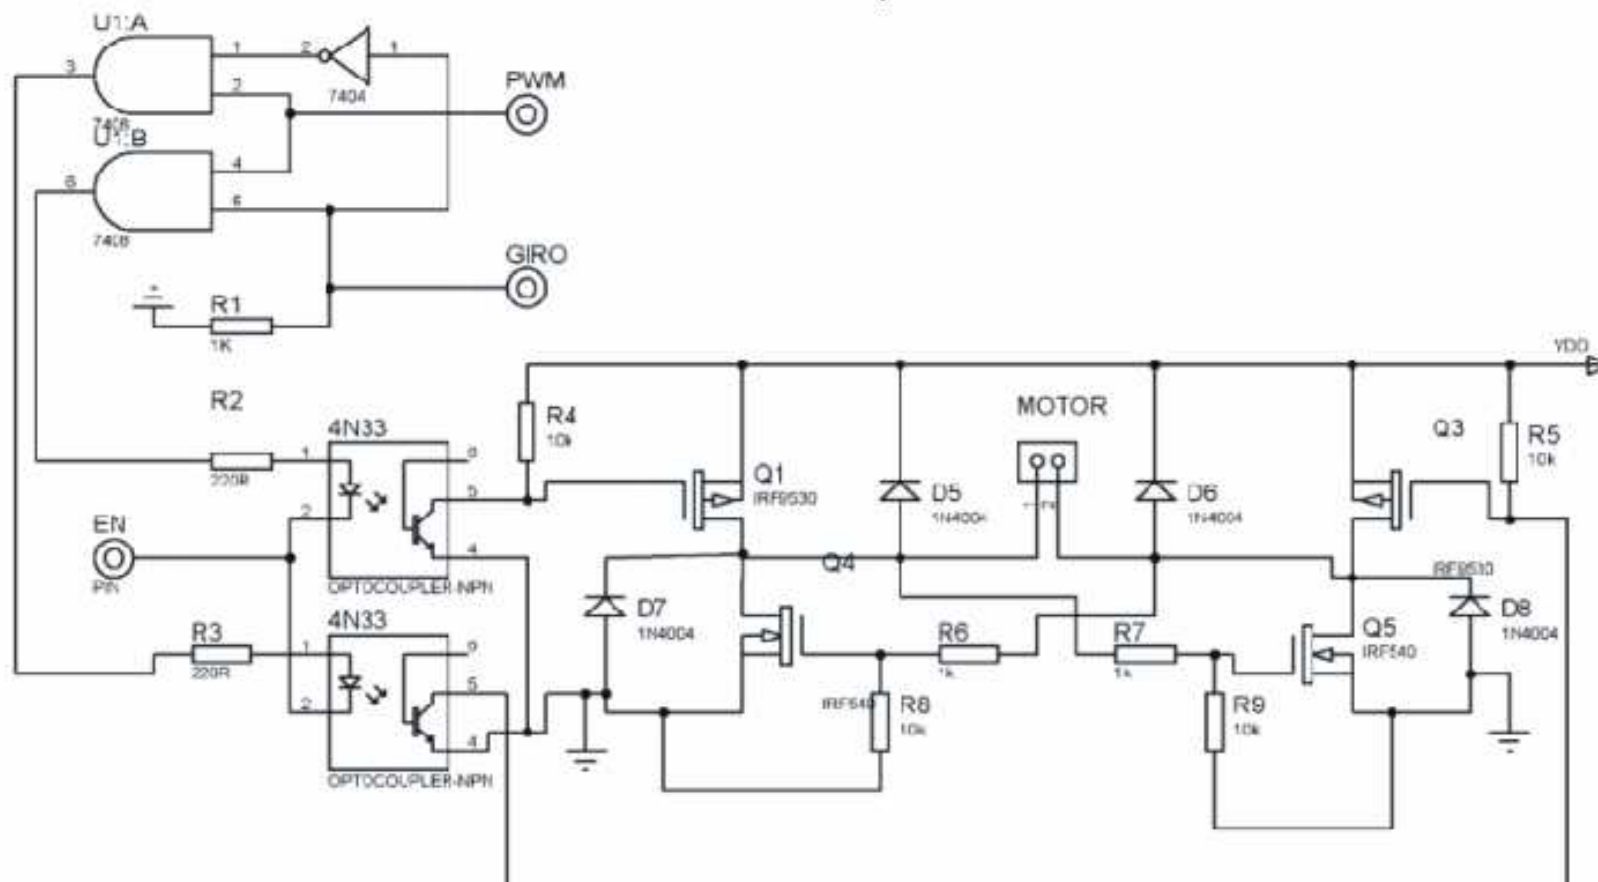 U1:A
3
1
2
1
2
7404
PWM
7408
U1:B
4
6
5
7408
GIRO
R1
1K
VDD
R2
220R
4N33
1
2
6
5
4
OPTOCOUPLER-NPN
R4
10k
MOTOR
1
2
Q1
IRF9530
D5
1N4004
D6
1N4004
Q3
IRF9530
R5
10k
EN
PIN
Q4
IRF540
D7
1N4004
R3
220R
4N33
1
2
6
5
4
OPTOCOUPLER-NPN
R6
1k
R7
1k
Q5
IRF540
D8
1N4004
R8
10k
R9
10k